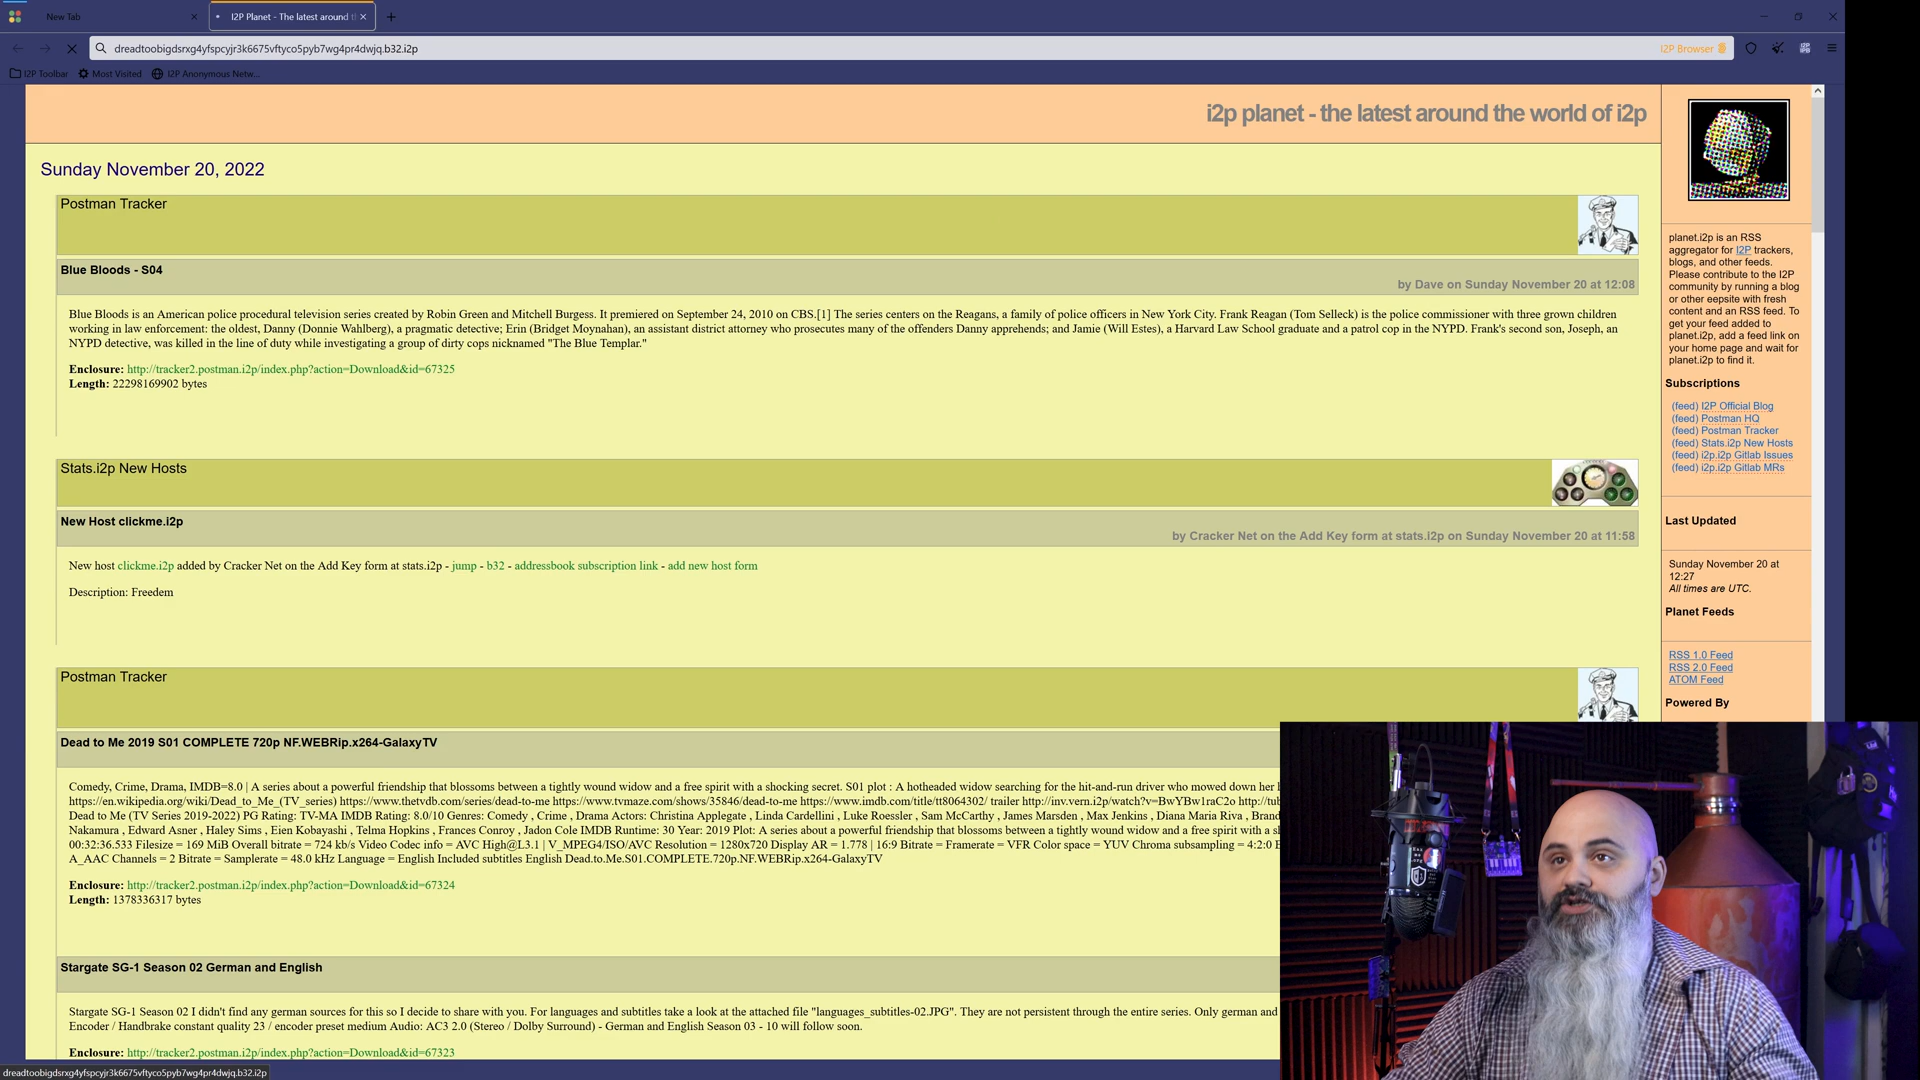 New Tab
I2P Planet - The latest around t
dreadtoobigdsrxg4yfspcyjr3k6675vftyco5pyb7wg4pr4dwjq.b32.i2p
I2P Browser
I2P Toolbar
Most Visited
I2P Anonymous Netw...
i2p planet - the latest around the world of i2p
Sunday November 20, 2022
Postman Tracker
Blue Bloods - S04
by Dave on Sunday November 20 at 12:08
Blue Bloods is an American police procedural television series created by Robin Green and Mitchell Burgess. It premiered on September 24, 2010 on CBS.[1] The series centers on the Reagans, a family of police officers in New York City. Frank Reagan (Tom Selleck) is the police commissioner with three grown children
working in law enforcement: the oldest, Danny (Donnie Wahlberg), a pragmatic detective; Erin (Bridget Moynahan), an assistant district attorney who prosecutes many of the offenders Danny apprehends; and Jamie (Will Estes), a Harvard Law School graduate and a patrol cop in the NYPD. Frank's second son, Joseph, an
NYPD detective, was killed in the line of duty while investigating a group of dirty cops nicknamed "The Blue Templar."
Enclosure: http://tracker2.postman.i2p/index.php?action=Download&id=67325
Length: 22298169902 bytes
Stats.i2p New Hosts
New Host clickme.i2p
by Cracker Net on the Add Key form at stats.i2p on Sunday November 20 at 11:58
New host clickme.i2p added by Cracker Net on the Add Key form at stats.i2p - jump - b32 - addressbook subscription link - add new host form
Description: Freedem
Postman Tracker
Dead to Me 2019 S01 COMPLETE 720p NF.WEBRip.x264-GalaxyTV
Comedy, Crime, Drama, IMDB=8.0 | A series about a powerful friendship that blossoms between a tightly wound widow and a free spirit with a shocking secret. S01 plot : A hotheaded widow searching for the hit-and-run driver who mowed down her
https://en.wikipedia.org/wiki/Dead_to_Me_(TV_series) https://www.thetvdb.com/series/dead-to-me https://www.tvmaze.com/shows/35846/dead-to-me https://www.imdb.com/title/tt8064302/ trailer http://inv.vern.i2p/watch?v=BwYBw1raC2o http://tub
Dead to Me (TV Series 2019-2022) PG Rating: TV-MA IMDB Rating: 8.0/10 Genres: Comedy , Crime , Drama Actors: Christina Applegate , Linda Cardellini , Luke Roessler , Sam McCarthy , James Marsden , Max Jenkins , Diana Maria Riva , Brand
Nakamura , Edward Asner , Haley Sims , Eien Kobayashi , Telma Hopkins , Frances Conroy , Jadon Cole IMDB Runtime: 30 Year: 2019 Plot: A series about a powerful friendship that blossoms between a tightly wound widow and a free spirit with a
00:32:36.533 Filesize = 169 MiB Overall bitrate = 724 kb/s Video Codec info = AVC High@L3.1 | V_MPEG4/ISO/AVC Resolution = 1280x720 Display AR = 1.778 | 16:9 Bitrate = Framerate = VFR Color space = YUV Chroma subsampling = 4:2:0
A_AAC Channels = 2 Bitrate = Samplerate = 48.0 kHz Language = English Included subtitles English Dead.to.Me.S01.COMPLETE.720p.NF.WEBRip.x264-GalaxyTV
Enclosure: http://tracker2.postman.i2p/index.php?action=Download&id=67324
Length: 1378336317 bytes
Stargate SG-1 Season 02 German and English
Stargate SG-1 Season 02 I didn't find any german sources for this so I decide to share with you. For languages and subtitles take a look at the attached file "languages_subtitles-02.JPG". They are not persistent through the entire series. Only german and
Encoder / Handbrake constant quality 23 / encoder preset medium Audio: AC3 2.0 (Stereo / Dolby Surround) - German and English Season 03 - 10 will follow soon.
Enclosure: http://tracker2.postman.i2p/index.php?action=Download&id=67323
dreadtoobigdsrxg4yfspcyjr3k6675vftyco5pyb7wg4pr4dwjq.b32.i2p
planet.i2p is an RSS
aggregator for I2P trackers,
blogs, and other feeds.
Please contribute to the I2P
community by running a blog
or other eepsite with fresh
content and an RSS feed. To
get your feed added to
planet.i2p, add a feed link on
your home page and wait for
planet.i2p to find it.
Subscriptions
(feed) I2P Official Blog
(feed) Postman HQ
(feed) Postman Tracker
(feed) Stats.i2p New Hosts
(feed) i2p.i2p Gitlab Issues
(feed) i2p.i2p Gitlab MRs
Last Updated
Sunday November 20 at
12:27
All times are UTC.
Planet Feeds
RSS 1.0 Feed
RSS 2.0 Feed
ATOM Feed
Powered By